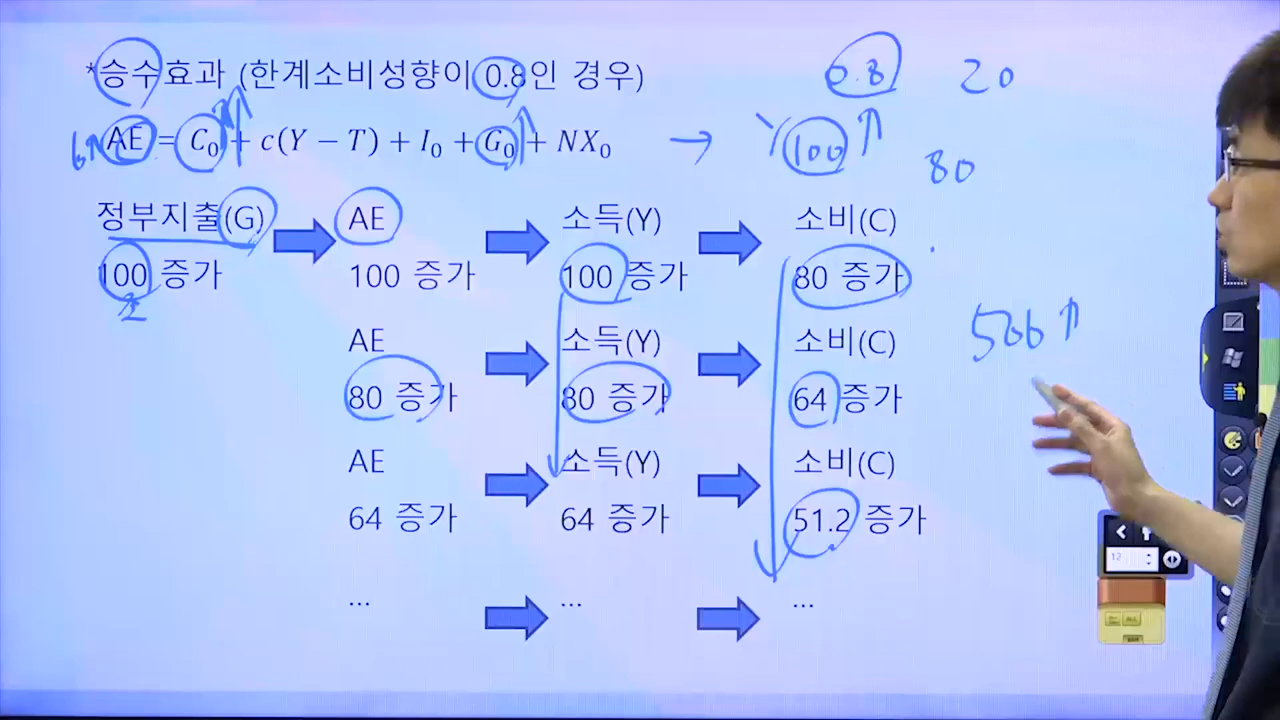 *승수효과 (한계소비성향이 0.8인 경우)
0.8
20
AE = C₀ + c(Y − T) + I₀ + G₀ + NX₀ → Y 100 ↑
80
정부지출(G) AE 소득(Y) 소비(C)
100 증가 100 증가 100 증가 80 증가
500 ↑
AE 소득(Y) 소비(C)
80 증가 80 증가 64 증가
AE 소득(Y) 소비(C)
64 증가 64 증가 51.2 증가
... ... ...
12